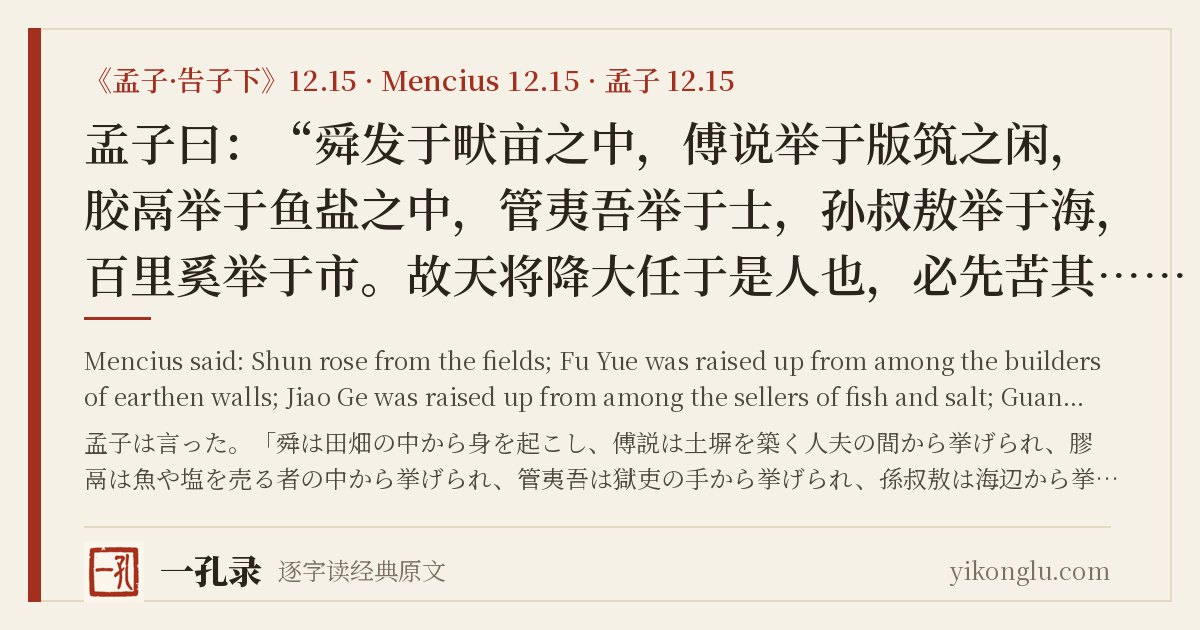 《孟子·告子下》12.15 · Mencius 12.15 · 孟子 12.15
孟子曰：“舜发于畎亩之中，傅说举于版筑之闲，
胶鬲举于鱼盐之中，管夷吾举于士，孙叔敖举于海，
百里奚举于市。故天将降大任于是人也，必先苦其……
Mencius said: Shun rose from the fields; Fu Yue was raised up from among the builders
of earthen walls; Jiao Ge was raised up from among the sellers of fish and salt; Guan...
孟子は言った。「舜は田畑の中から身を起こし、傅説は土塀を築く人夫の間から挙げられ、膠
鬲は魚や塩を売る者の中から挙げられ、管夷吾は獄吏の手から挙げられ、孫叔敖は海辺から挙…
一孔
一孔录 逐字读经典原文 yikonglu.com